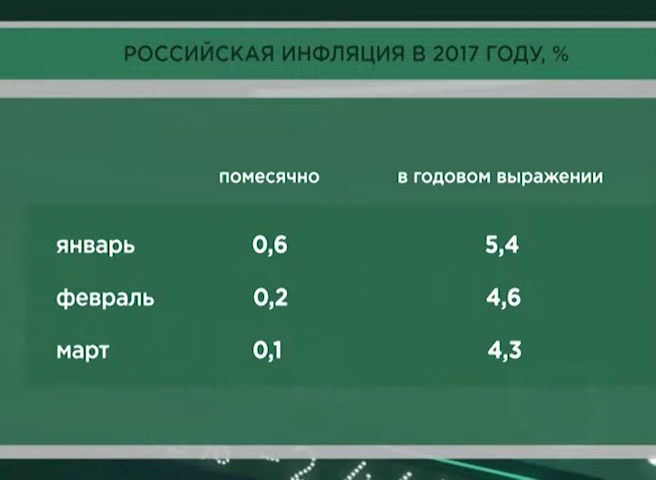 РОССИЙСКАЯ ИНФЛЯЦИЯ В 2017 ГОДУ, %
помесячно в годовом выражении
январь 0,6 5,4
февраль 0,2 4,6
март 0,1 4,3